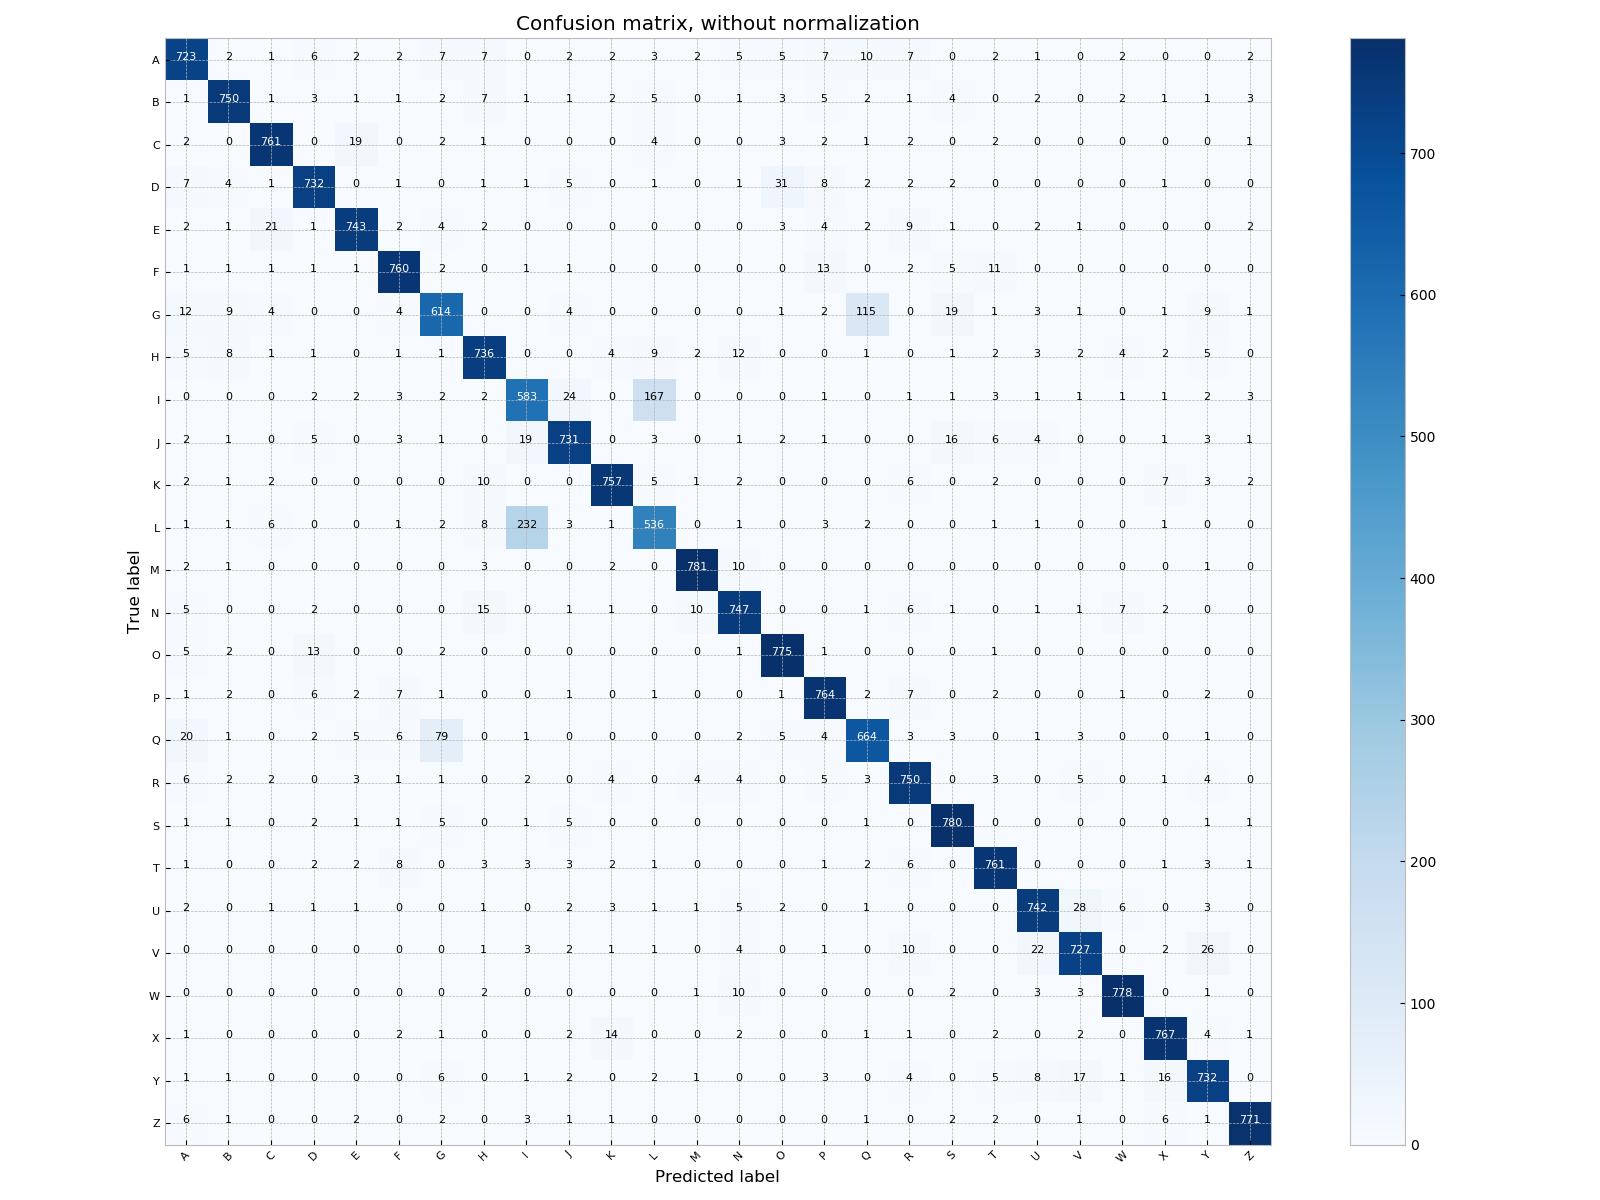 Confusion matrix, without normalization
A 723 2 1 6 2 2 7 7 0 2 2 3 2 5 5 7 10 7 0 2 1 0 2 0 0 2
B 1 750 1 3 1 1 2 7 1 1 2 5 0 1 3 5 2 1 4 0 2 0 2 1 1 3
C 2 0 761 0 19 0 2 1 0 0 0 4 0 0 3 2 1 2 0 2 0 0 0 0 0 1
D 7 4 1 732 0 1 0 1 1 5 0 1 0 1 31 8 2 2 2 0 0 0 0 1 0 0
E 2 1 21 1 743 2 4 2 0 0 0 0 0 0 3 4 2 9 1 0 2 1 0 0 0 2
F 1 1 1 1 1 760 2 0 1 1 0 0 0 0 0 13 0 2 5 11 0 0 0 0 0 0
G 12 9 4 0 0 4 614 0 0 4 0 0 0 0 1 2 115 0 19 1 3 1 0 1 9 1
H 5 8 1 1 0 1 1 736 0 0 4 9 2 12 0 0 1 0 1 2 3 2 4 2 5 0
I 0 0 0 2 2 3 2 2 583 24 0 167 0 0 0 1 0 1 1 3 1 1 1 1 2 3
J 2 1 0 5 0 3 1 0 19 731 0 3 0 1 2 1 0 0 16 6 4 0 0 1 3 1
K 2 1 2 0 0 0 0 10 0 0 757 5 1 2 0 0 0 6 0 2 0 0 0 7 3 2
L 1 1 6 0 0 1 2 8 232 3 1 536 0 1 0 3 2 0 0 1 1 0 0 1 0 0
M 2 1 0 0 0 0 0 3 0 0 2 0 781 10 0 0 0 0 0 0 0 0 0 0 1 0
N 5 0 0 2 0 0 0 15 0 1 1 0 10 747 0 0 1 6 1 0 1 1 7 2 0 0
O 5 2 0 13 0 0 2 0 0 0 0 0 0 1 775 1 0 0 0 1 0 0 0 0 0 0
P 1 2 0 6 2 7 1 0 0 1 0 1 0 0 1 764 2 7 0 2 0 0 1 0 2 0
Q 20 1 0 2 5 6 79 0 1 0 0 0 0 2 5 4 664 3 3 0 1 3 0 0 1 0
R 6 2 2 0 3 1 1 0 2 0 4 0 4 4 0 5 3 750 0 3 0 5 0 1 4 0
S 1 1 0 2 1 1 5 0 1 5 0 0 0 0 0 0 1 0 780 0 0 0 0 0 1 1
T 1 0 0 2 2 8 0 3 3 3 2 1 0 0 0 1 2 6 0 761 0 0 0 1 3 1
U 2 0 1 1 1 0 0 1 0 2 3 1 1 5 2 0 1 0 0 0 742 28 6 0 3 0
V 0 0 0 0 0 0 0 1 3 2 1 1 0 4 0 1 0 10 0 0 22 727 0 2 26 0
W 0 0 0 0 0 0 0 2 0 0 0 0 1 10 0 0 0 0 2 0 3 3 778 0 1 0
X 1 0 0 0 0 2 1 0 0 2 14 0 0 2 0 0 1 1 0 2 0 2 0 767 4 1
Y 1 1 0 0 0 0 6 0 1 2 0 2 1 0 0 3 0 4 0 5 8 17 1 16 732 0
Z 6 1 0 0 2 0 2 0 3 1 1 0 0 0 0 0 1 0 2 2 0 1 0 6 1 771
A B C D E F G H I J K L M N O P Q R S T U V W X Y Z
Predicted label
True label
700
600
500
400
300
200
100
0